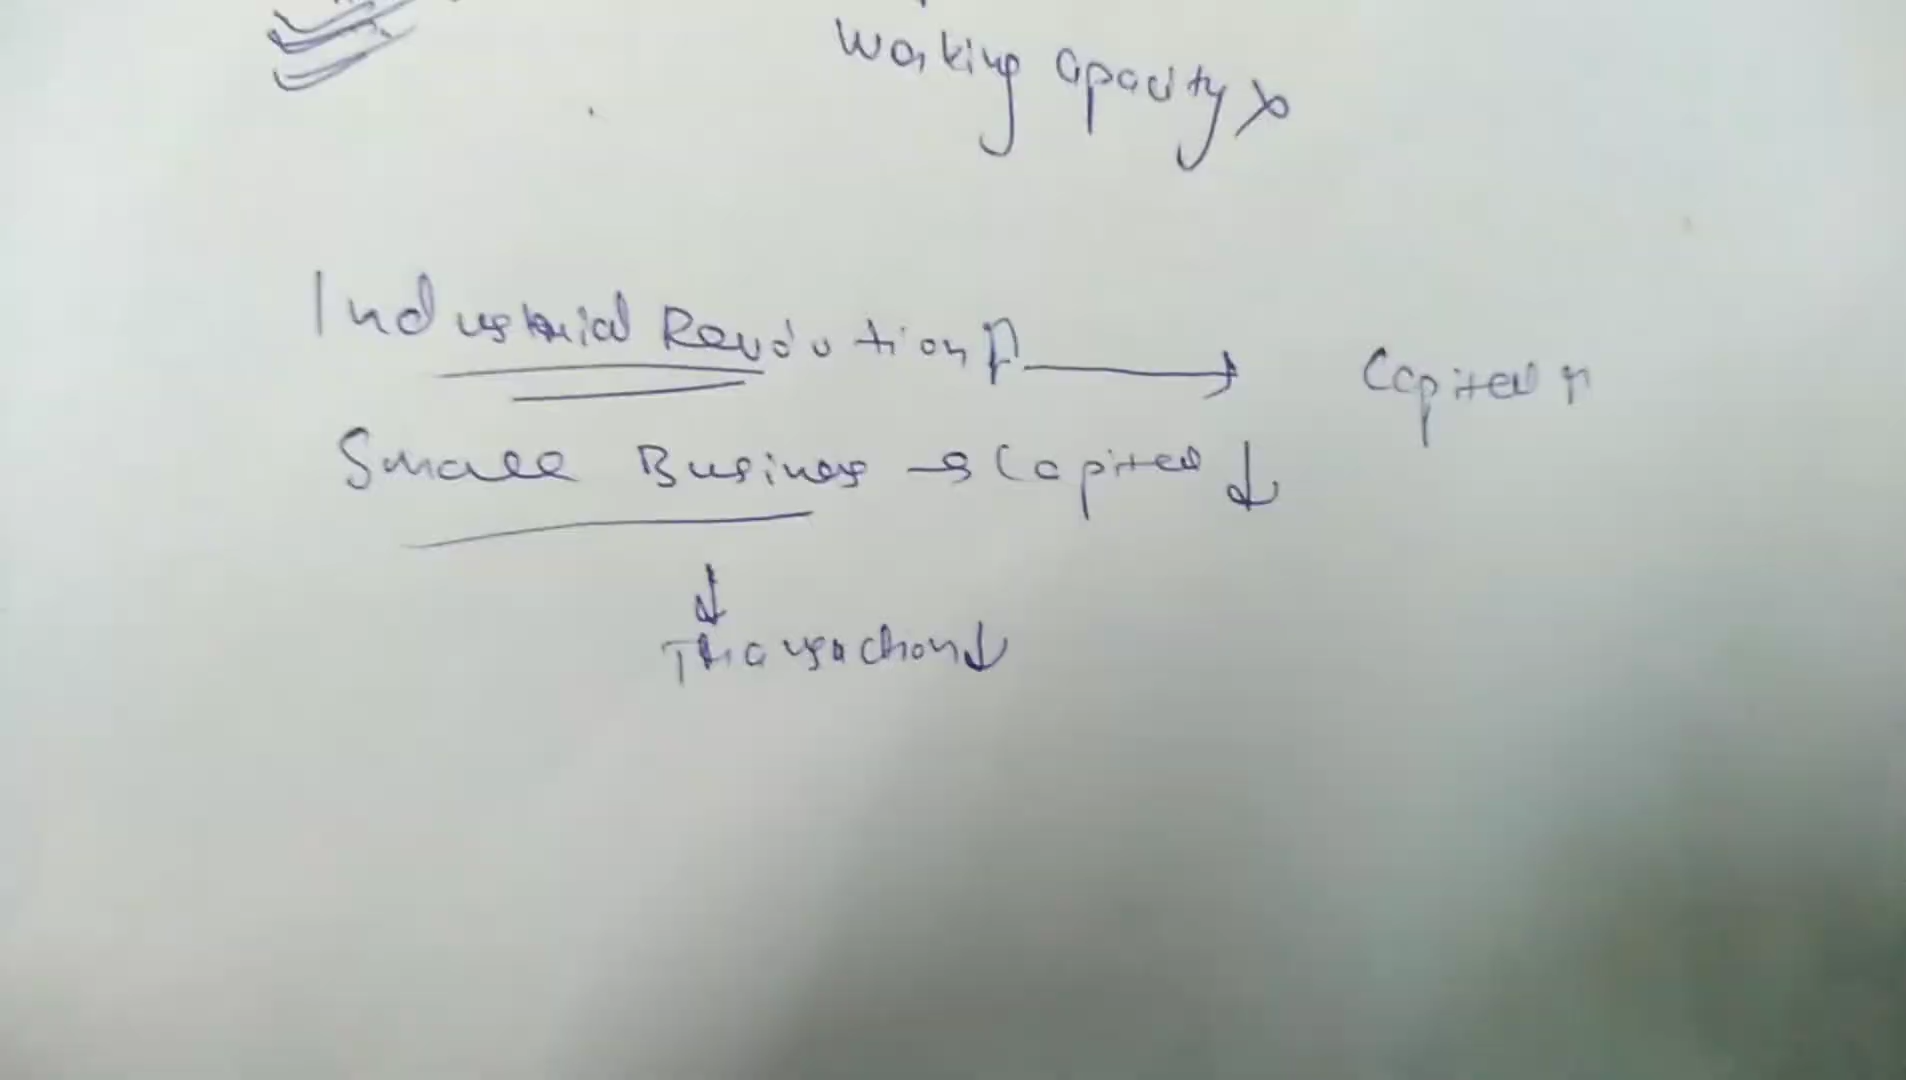 Working Capacity ×
Industrial Revolution ↑ → Capital ↑
Small Business → Capital ↓
↓
Transaction ↓